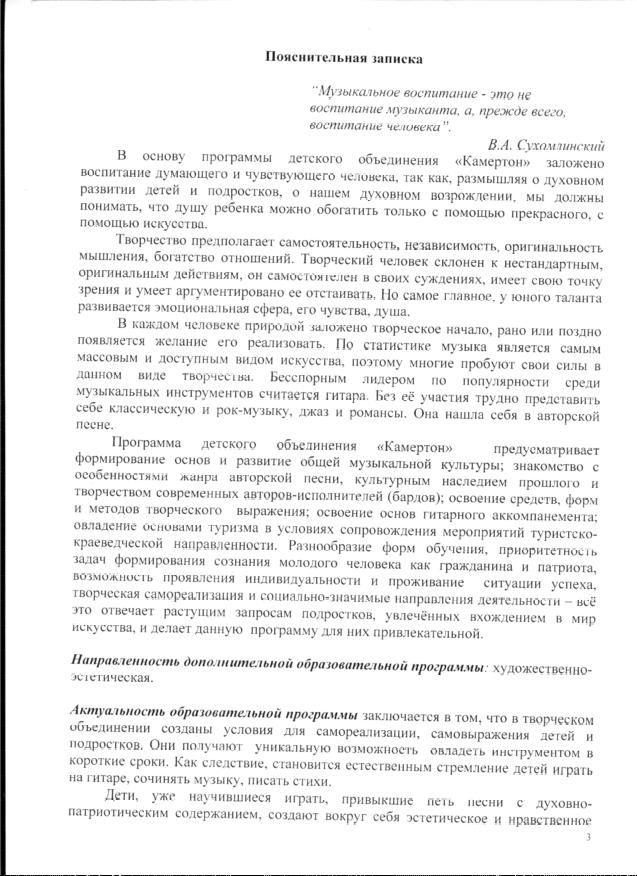 Пояснительная записка
“Музыкальное воспитание - это не
воспитание музыканта, а, прежде всего,
воспитание человека”.
В.А. Сухомлинский
В основу программы детского объединения «Камертон» заложено
воспитание думающего и чувствующего человека, так как, размышляя о духовном
развитии детей и подростков, о нашем духовном возрождении, мы должны
понимать, что душу ребенка можно обогатить только с помощью прекрасного, с
помощью искусства.
Творчество предполагает самостоятельность, независимость, оригинальность
мышления, богатство отношений. Творческий человек склонен к нестандартным,
оригинальным действиям, он самостоятелен в своих суждениях, имеет свою точку
зрения и умеет аргументировано ее отстаивать. Но самое главное, у юного таланта
развивается эмоциональная сфера, его чувства, душа.
В каждом человеке природой заложено творческое начало, рано или поздно
появляется желание его реализовать. По статистике музыка является самым
массовым и доступным видом искусства, поэтому многие пробуют свои силы в
данном виде творчества. Бесспорным лидером по популярности среди
музыкальных инструментов считается гитара. Без её участия трудно представить
себе классическую и рок-музыку, джаз и романсы. Она нашла себя в авторской
песне.
Программа детского объединения «Камертон» предусматривает
формирование основ и развитие общей музыкальной культуры; знакомство с
особенностями жанра авторской песни, культурным наследием прошлого и
творчеством современных авторов-исполнителей (бардов); освоение средств, форм
и методов творческого выражения; освоение основ гитарного аккомпанемента;
овладение основами туризма в условиях сопровождения мероприятий туристско-
краеведческой направленности. Разнообразие форм обучения, приоритетность
задач формирования сознания молодого человека как гражданина и патриота,
возможность проявления индивидуальности и проживание ситуации успеха,
творческая самореализация и социально-значимые направления деятельности – всё
это отвечает растущим запросам подростков, увлечённых вхождением в мир
искусства, и делает данную программу для них привлекательной.
Направленность дополнительной образовательной программы: художественно-
эстетическая.
Актуальность образовательной программы заключается в том, что в творческом
объединении созданы условия для самореализации, самовыражения детей и
подростков. Они получают уникальную возможность овладеть инструментом в
короткие сроки. Как следствие, становится естественным стремление детей играть
на гитаре, сочинять музыку, писать стихи.
Дети, уже научившиеся играть, привыкшие петь песни с духовно-
патриотическим содержанием, создают вокруг себя эстетическое и нравственное
3